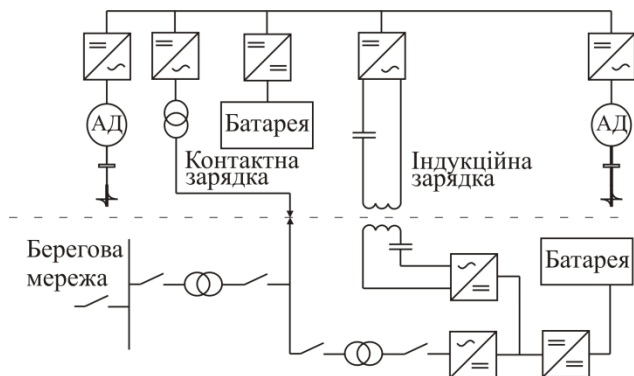 АД
Батарея
АД
Контактна
зарядка
Індукційна
зарядка
Берегова
мережа
Батарея